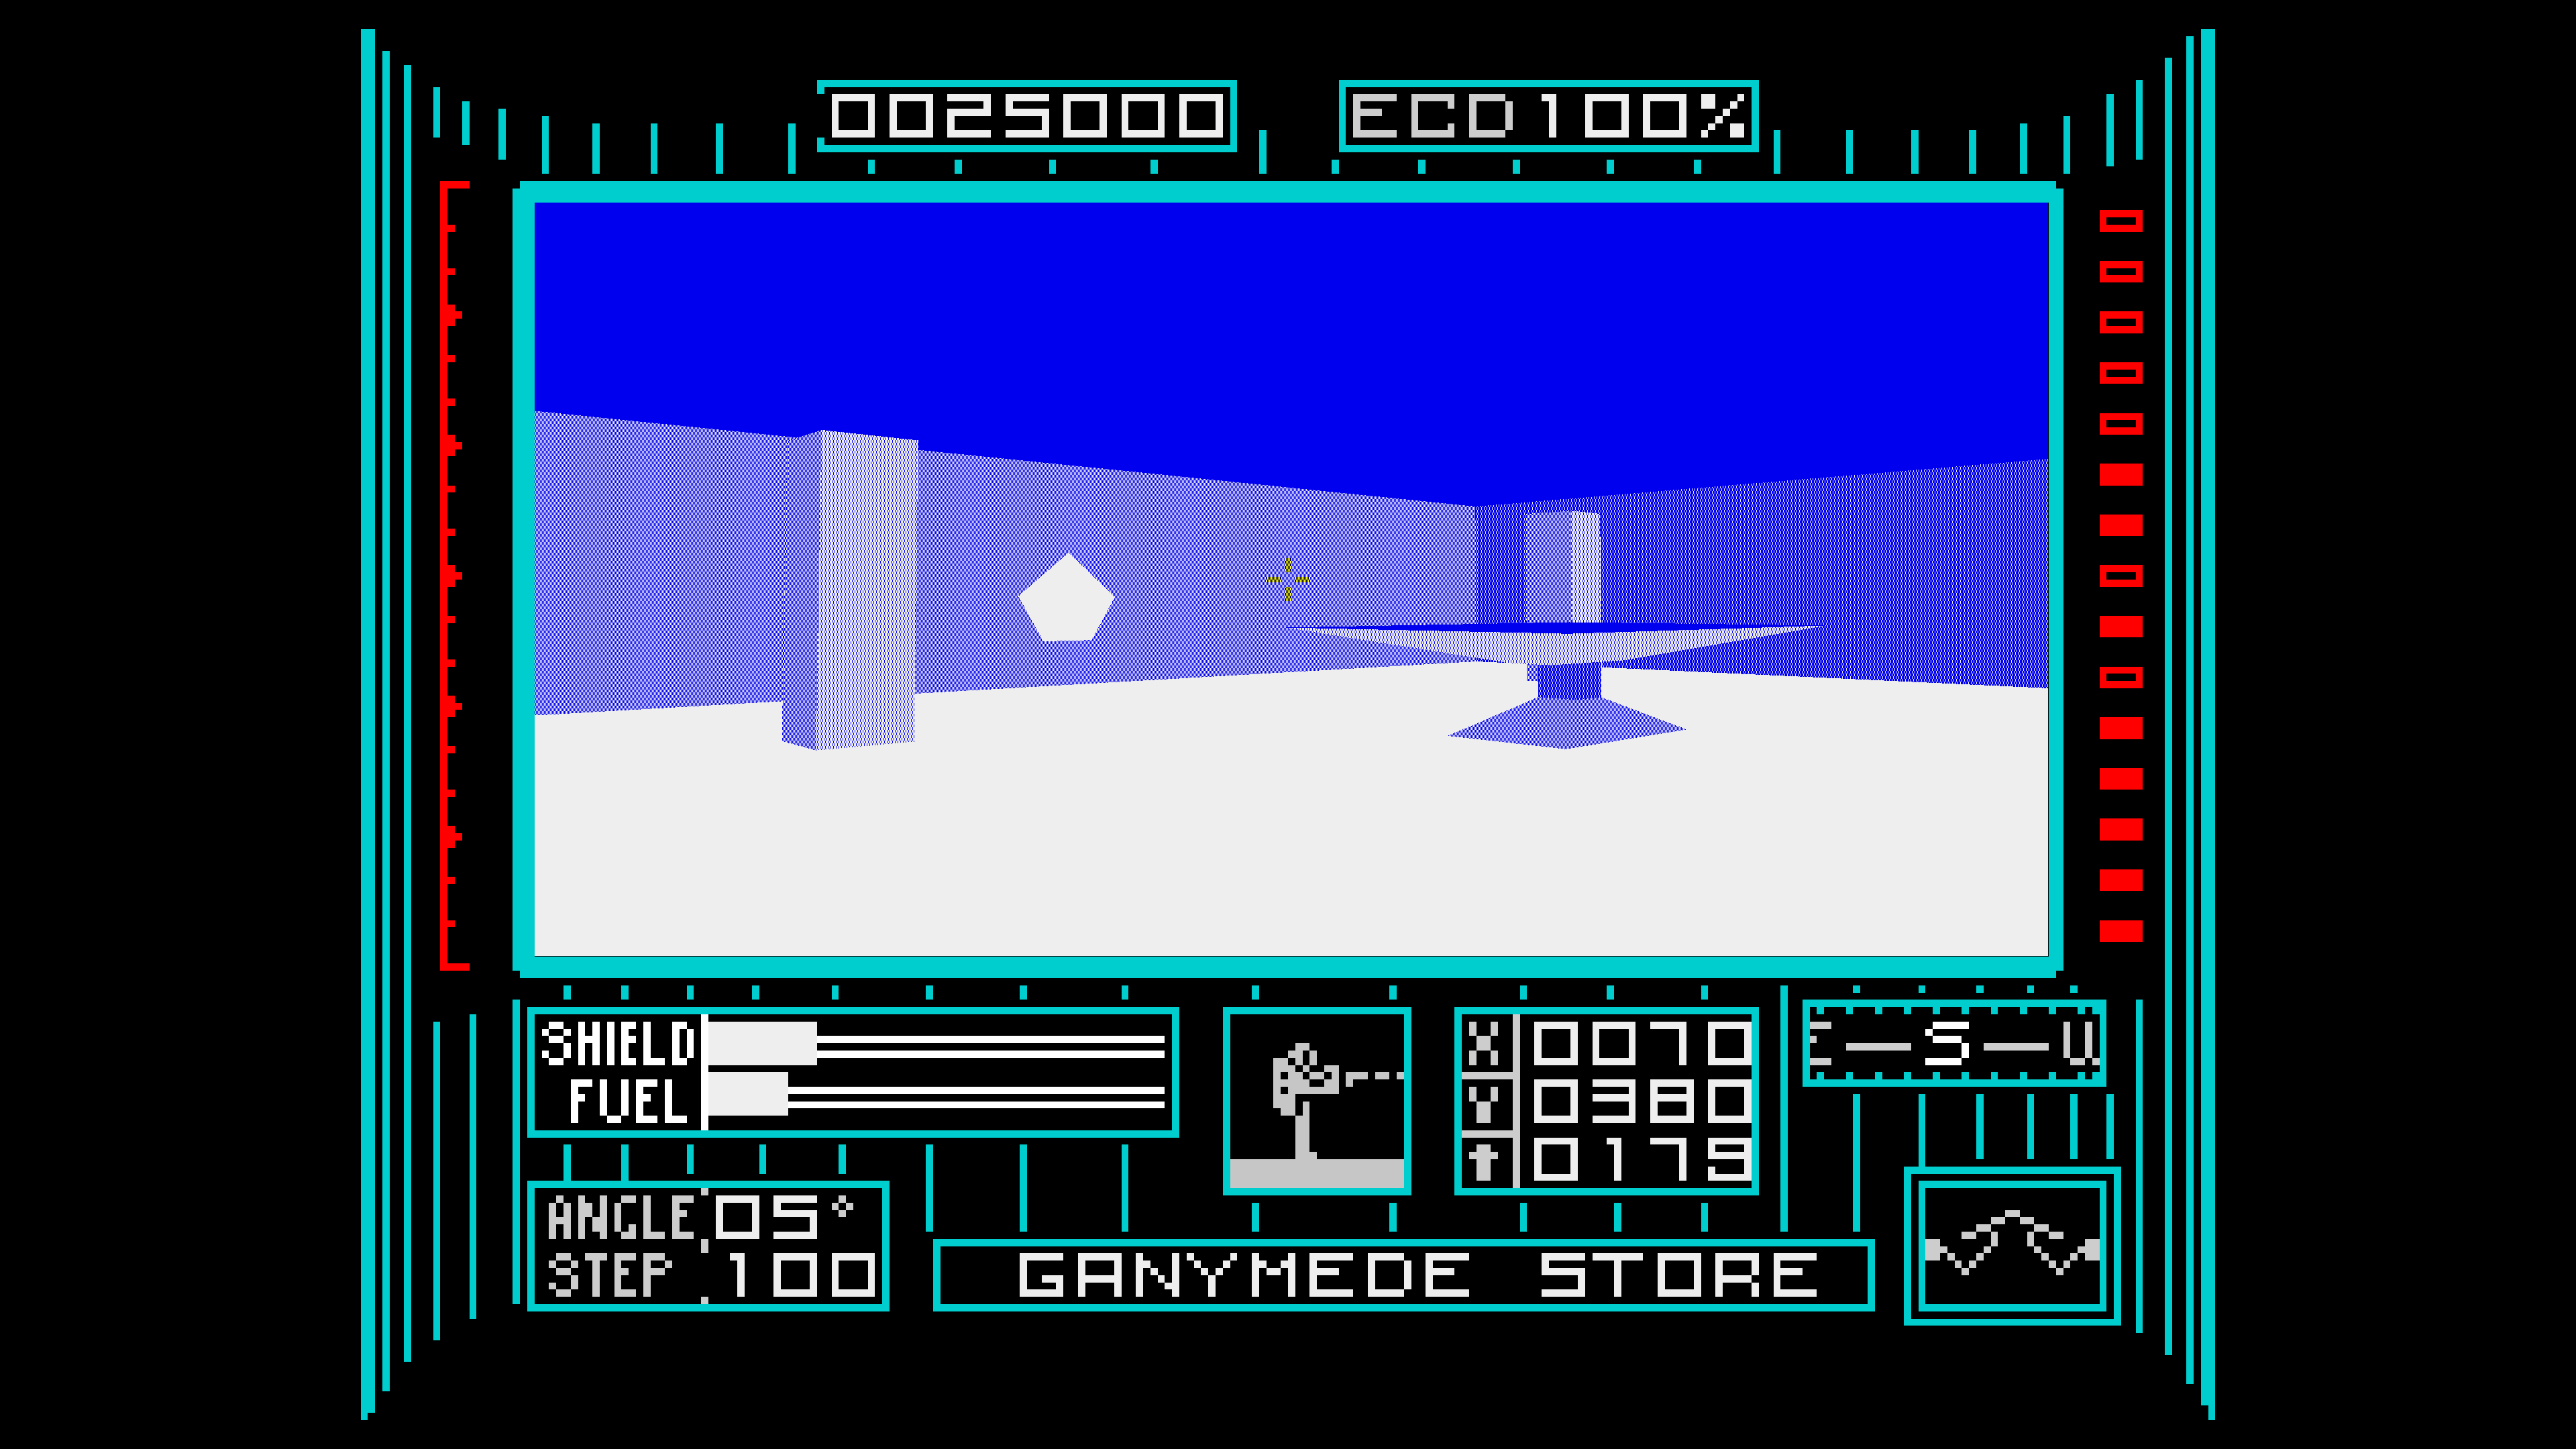 0025000
ECD100%
SHIELD
FUEL
X 0070
Y 0380
† 0179
E—S—W
ANGLE 05°
STEP 100
GANYMEDE STORE